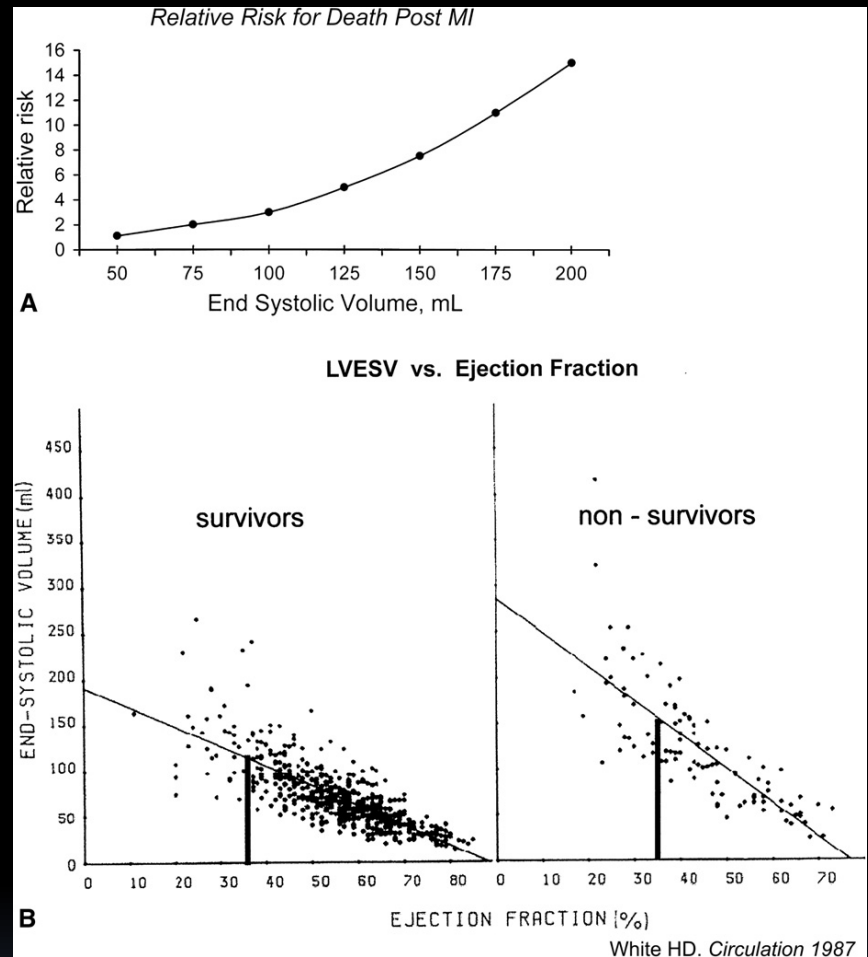 Relative Risk for Death Post MI
16
14
12
10
8
6
4
2
0
Relative risk
50 75 100 125 150 175 200
End Systolic Volume, mL
A
LVESV vs. Ejection Fraction
450
400
350
300
250
200
150
100
50
0
END-SYSTOLIC VOLUME (ml)
survivors
non - survivors
0 10 20 30 40 50 60 70 80
0 10 20 30 40 50 60 70
B
EJECTION FRACTION (%)
White HD. Circulation 1987